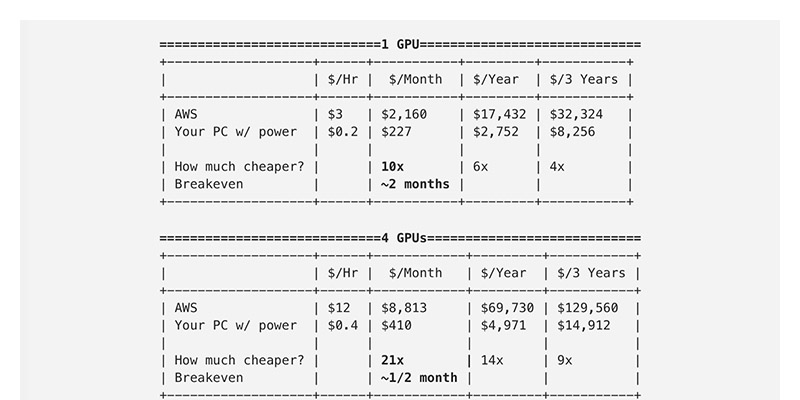 =============================1 GPU=============================
+-------------------+------+-----------+---------+-----------+
|                   | $/Hr |  $/Month  | $/Year  | $/3 Years |
+-------------------+------+-----------+---------+-----------+
| AWS               | $3   | $2,160    | $17,432 | $32,324   |
| Your PC w/ power  | $0.2 | $227      | $2,752  | $8,256    |
|                   |      |           |         |           |
| How much cheaper? |      | 10x       | 6x      | 4x        |
| Breakeven         |      | ~2 months |         |           |
+-------------------+------+-----------+---------+-----------+
=============================4 GPUs============================
+-------------------+------+------------+---------+-----------+
|                   | $/Hr |  $/Month   | $/Year  | $/3 Years |
+-------------------+------+------------+---------+-----------+
| AWS               | $12  | $8,813     | $69,730 | $129,560  |
| Your PC w/ power  | $0.4 | $410       | $4,971  | $14,912   |
|                   |      |            |         |           |
| How much cheaper? |      | 21x        | 14x     | 9x        |
| Breakeven         |      | ~1/2 month |         |           |
+-------------------+------+------------+---------+-----------+